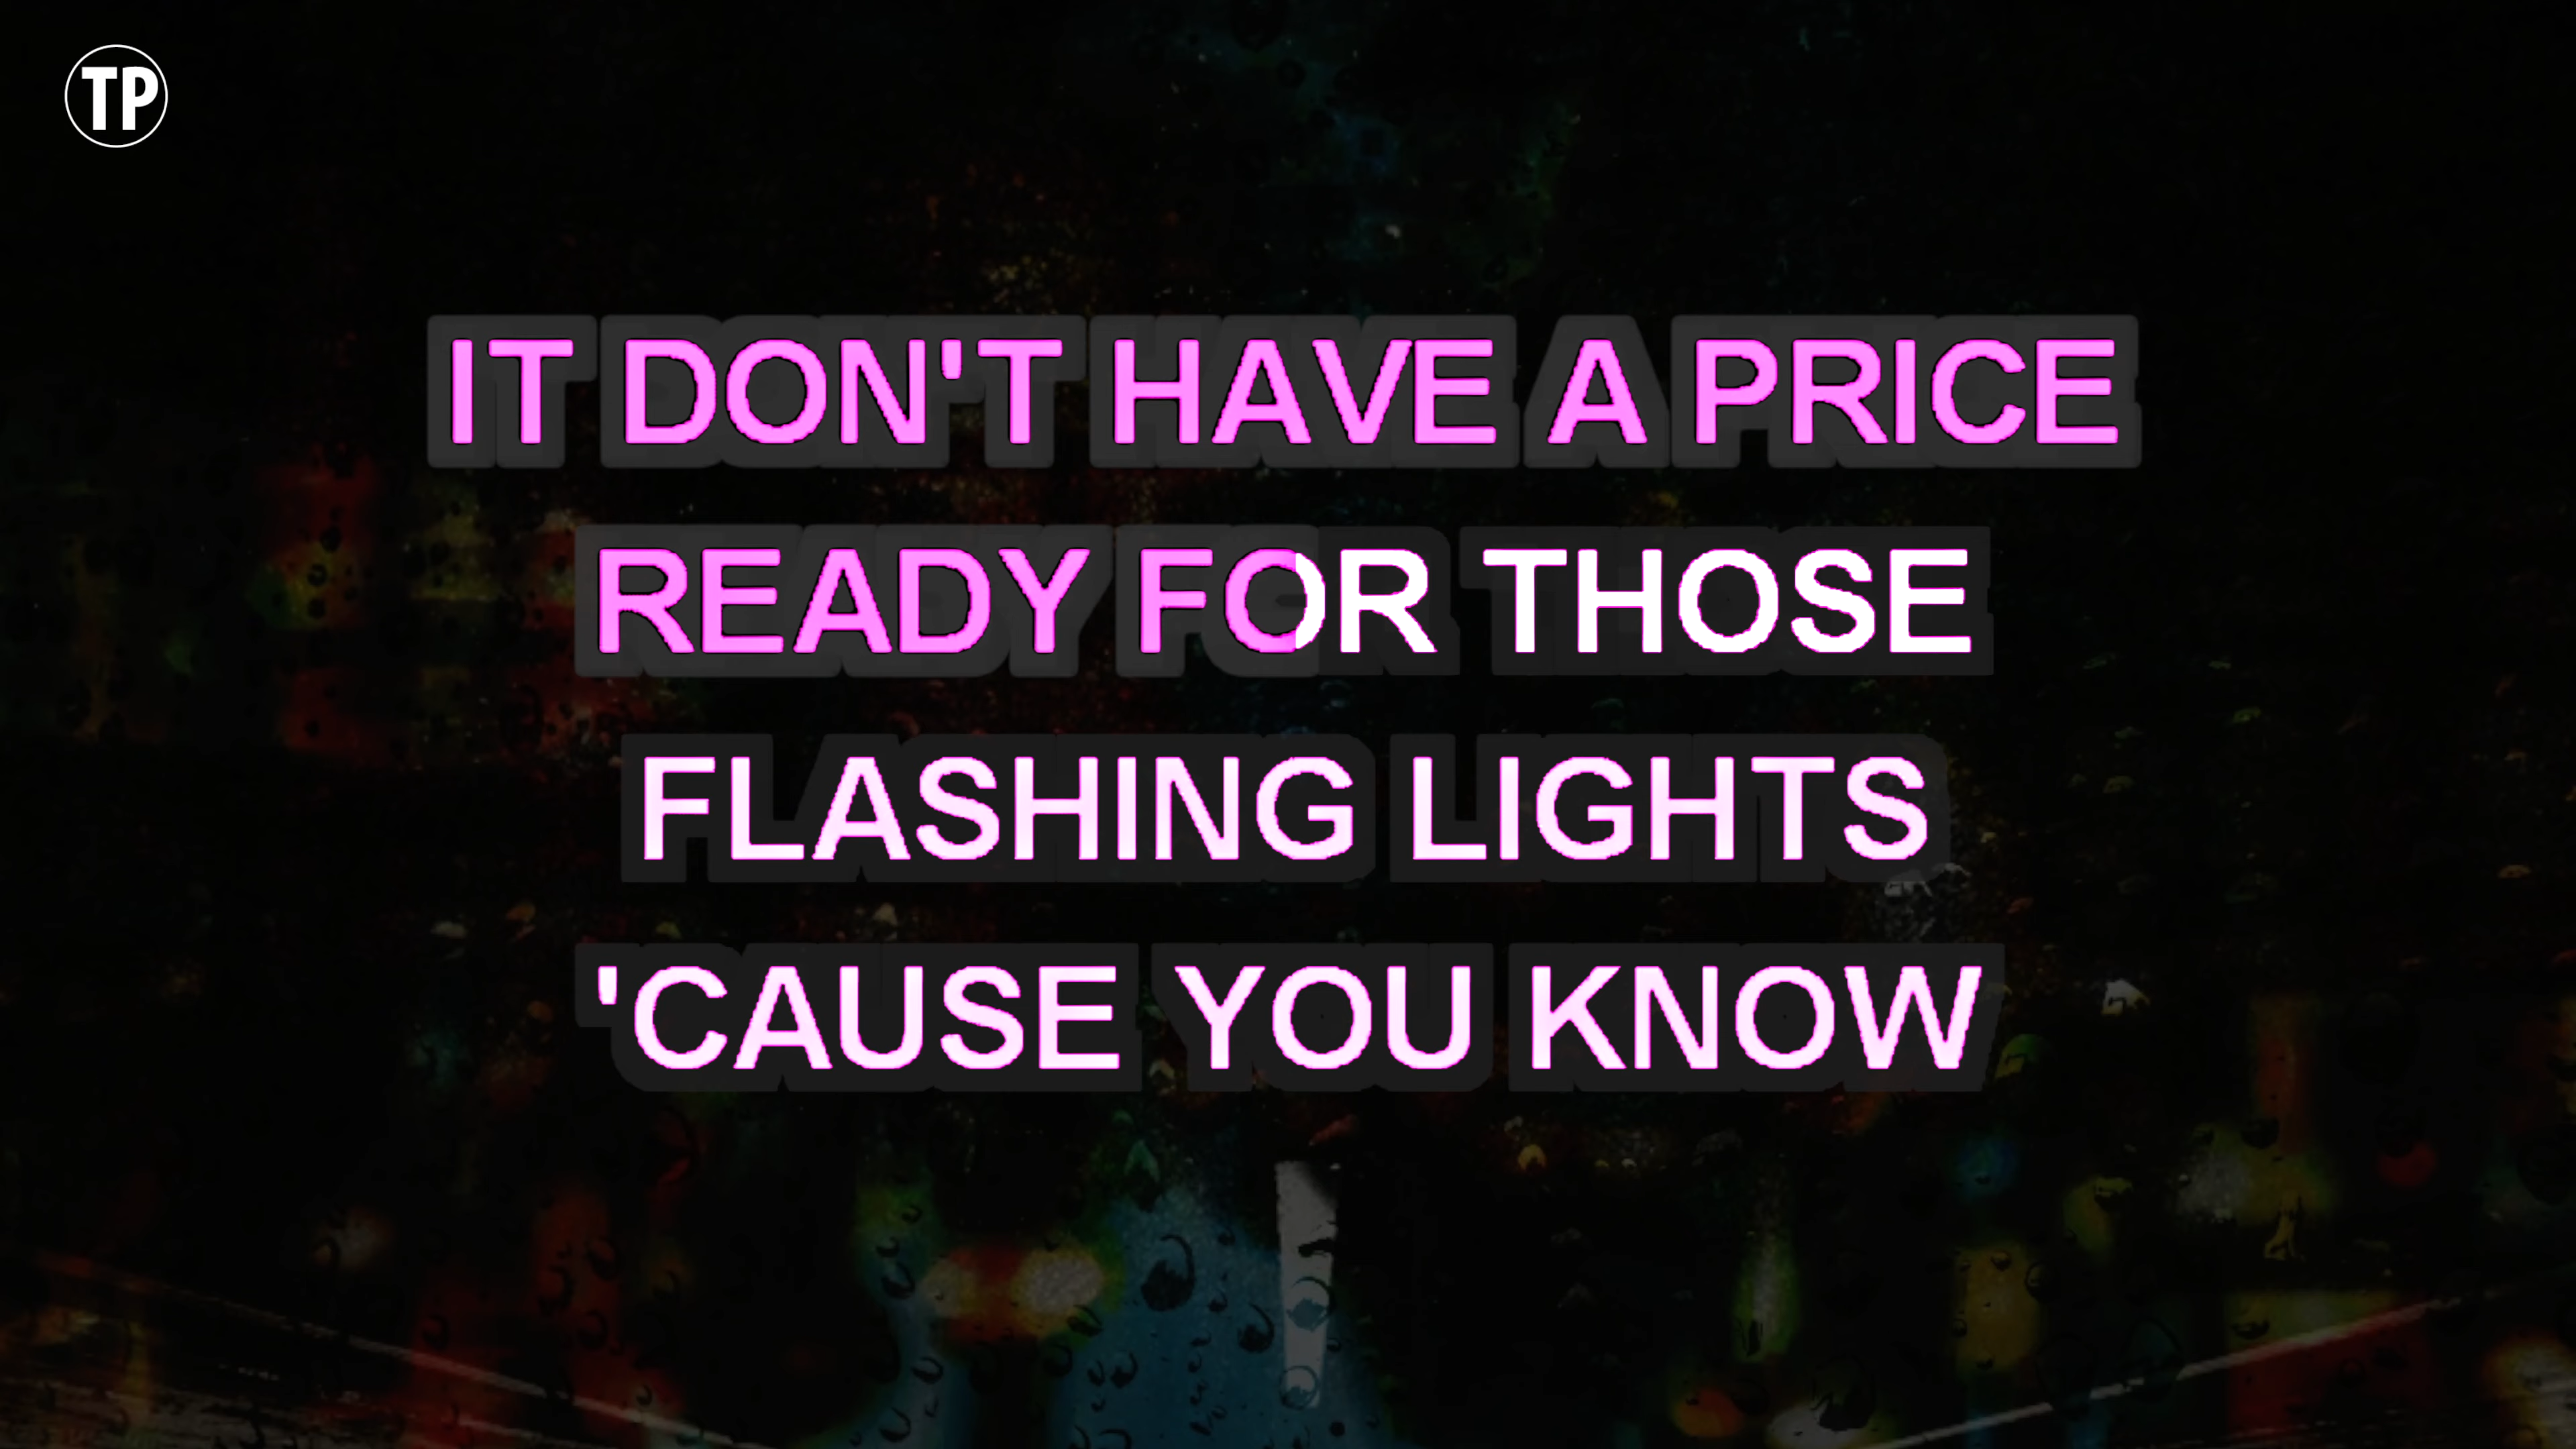 TP
IT DON'T HAVE A PRICE
READY FOR THOSE
FLASHING LIGHTS
'CAUSE YOU KNOW